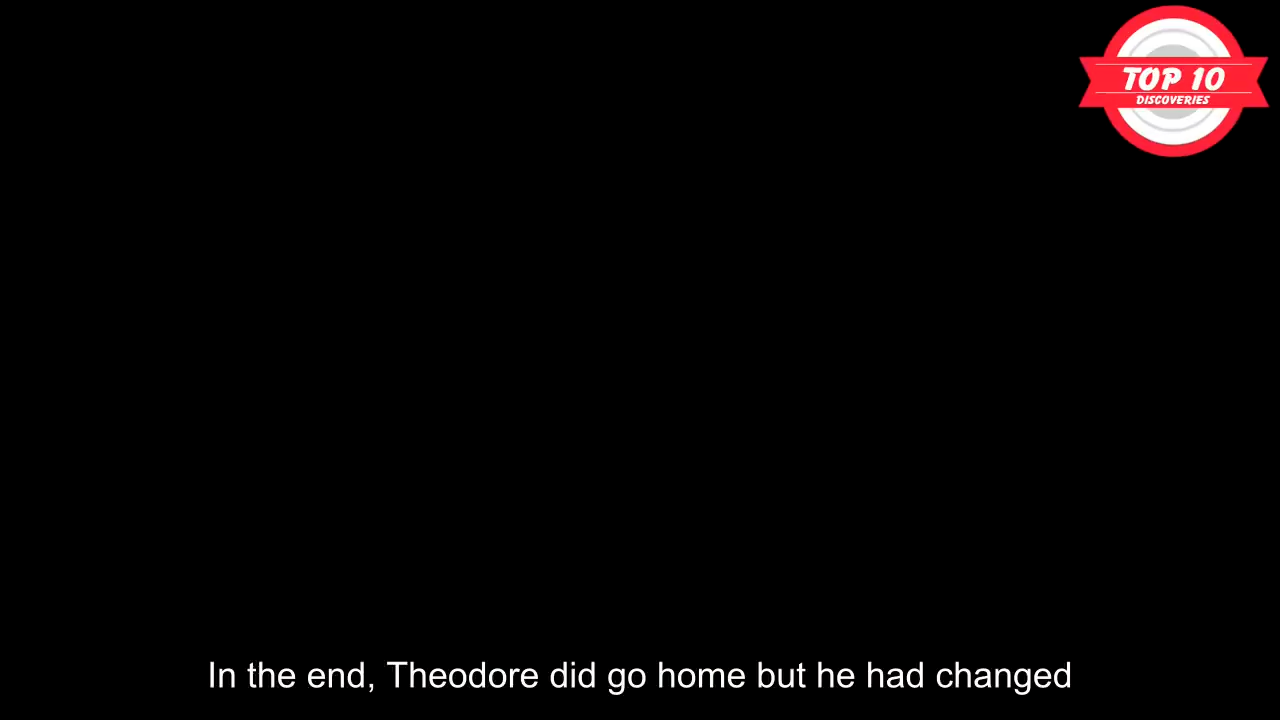 TOP 10
DISCOVERIES
In the end, Theodore did go home but he had changed